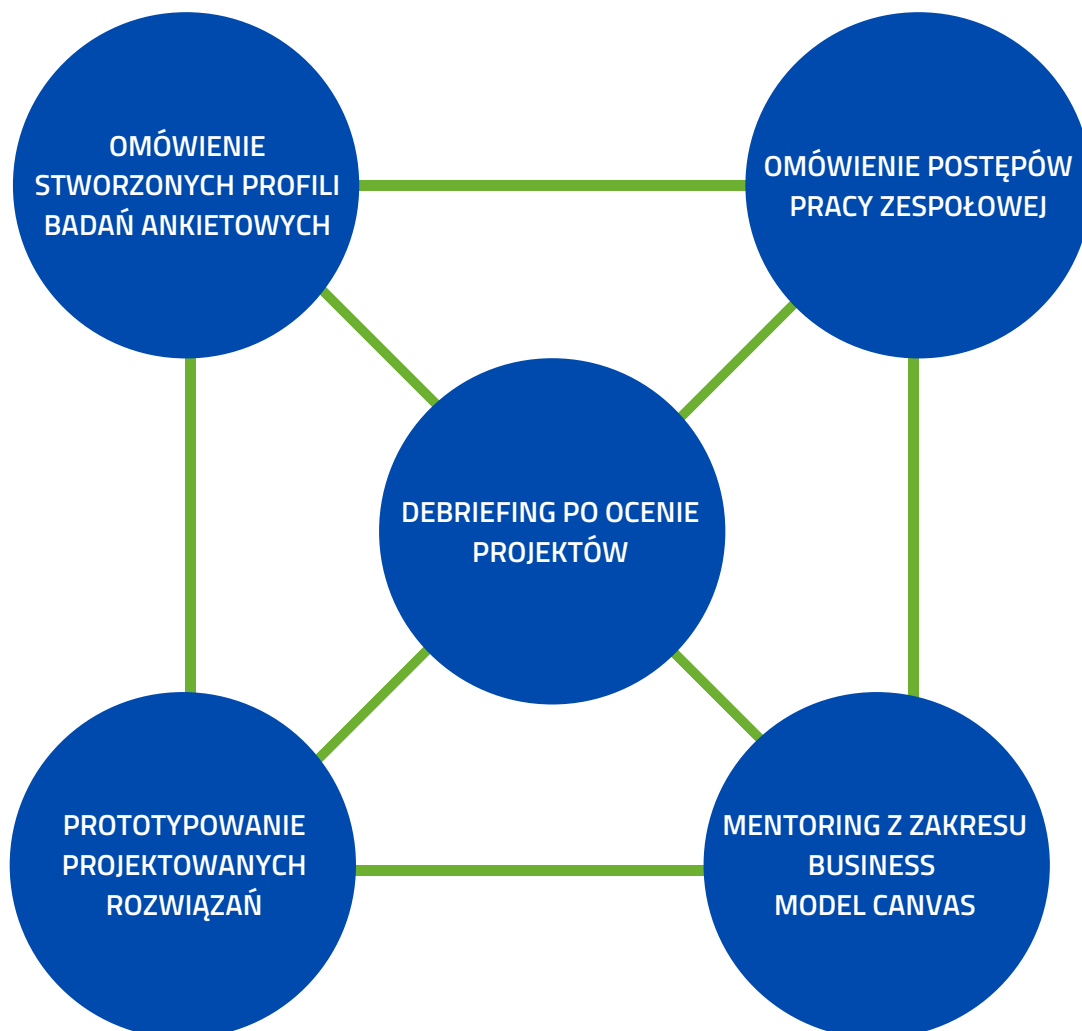 OMÓWIENIE
STWORZONYCH PROFILI
BADAŃ ANKIETOWYCH
OMÓWIENIE POSTĘPÓW
PRACY ZESPOŁOWEJ
DEBRIEFING PO OCENIE
PROJEKTÓW
PROTOTYPOWANIE
PROJEKTOWANYCH
ROZWIĄZAŃ
MENTORING Z ZAKRESU
BUSINESS
MODEL CANVAS